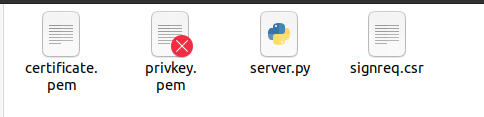 certificate.
pem
privkey.
pem
server.py
signreq.csr